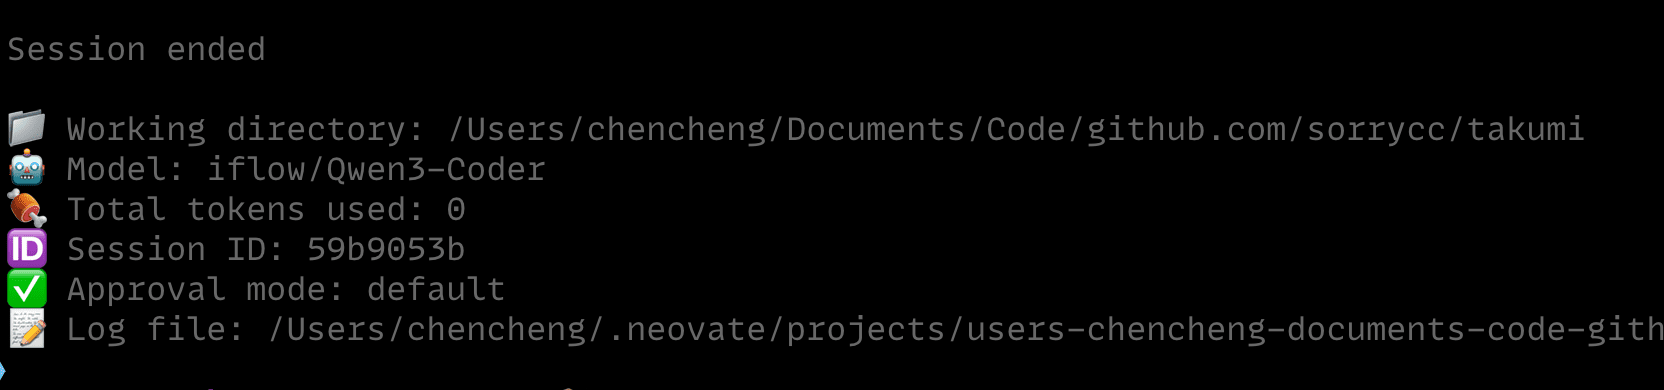 Session ended
📁 Working directory: /Users/chencheng/Documents/Code/github.com/sorrycc/takumi
🤖 Model: iflow/Qwen3-Coder
🍖 Total tokens used: 0
🆔 Session ID: 59b9053b
✅ Approval mode: default
📝 Log file: /Users/chencheng/.neovate/projects/users-chencheng-documents-code-gith